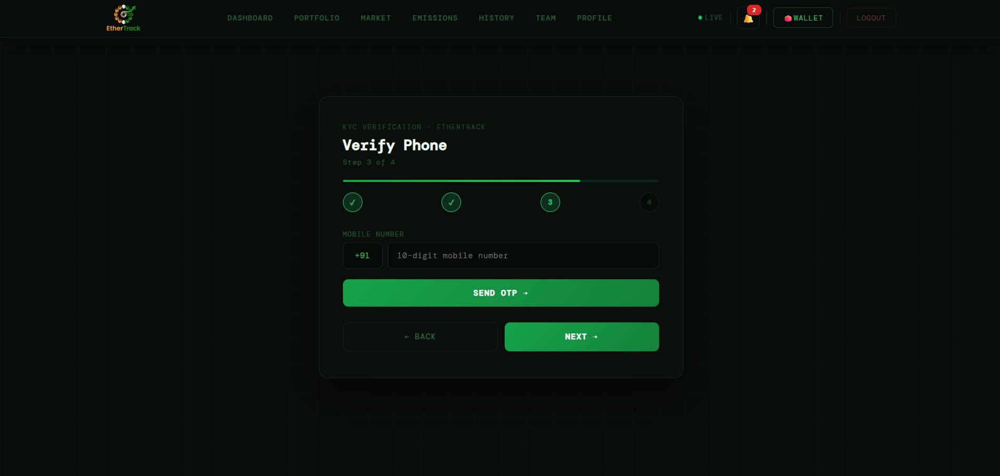 EtherTrack
DASHBOARD PORTFOLIO MARKET EMISSIONS HISTORY TEAM PROFILE
LIVE
2
WALLET
LOGOUT
KYC VERIFICATION · ETHERTRACK
Verify Phone
Step 3 of 4
✓ ✓ 3 4
MOBILE NUMBER
+91 10-digit mobile number
SEND OTP →
← BACK NEXT →